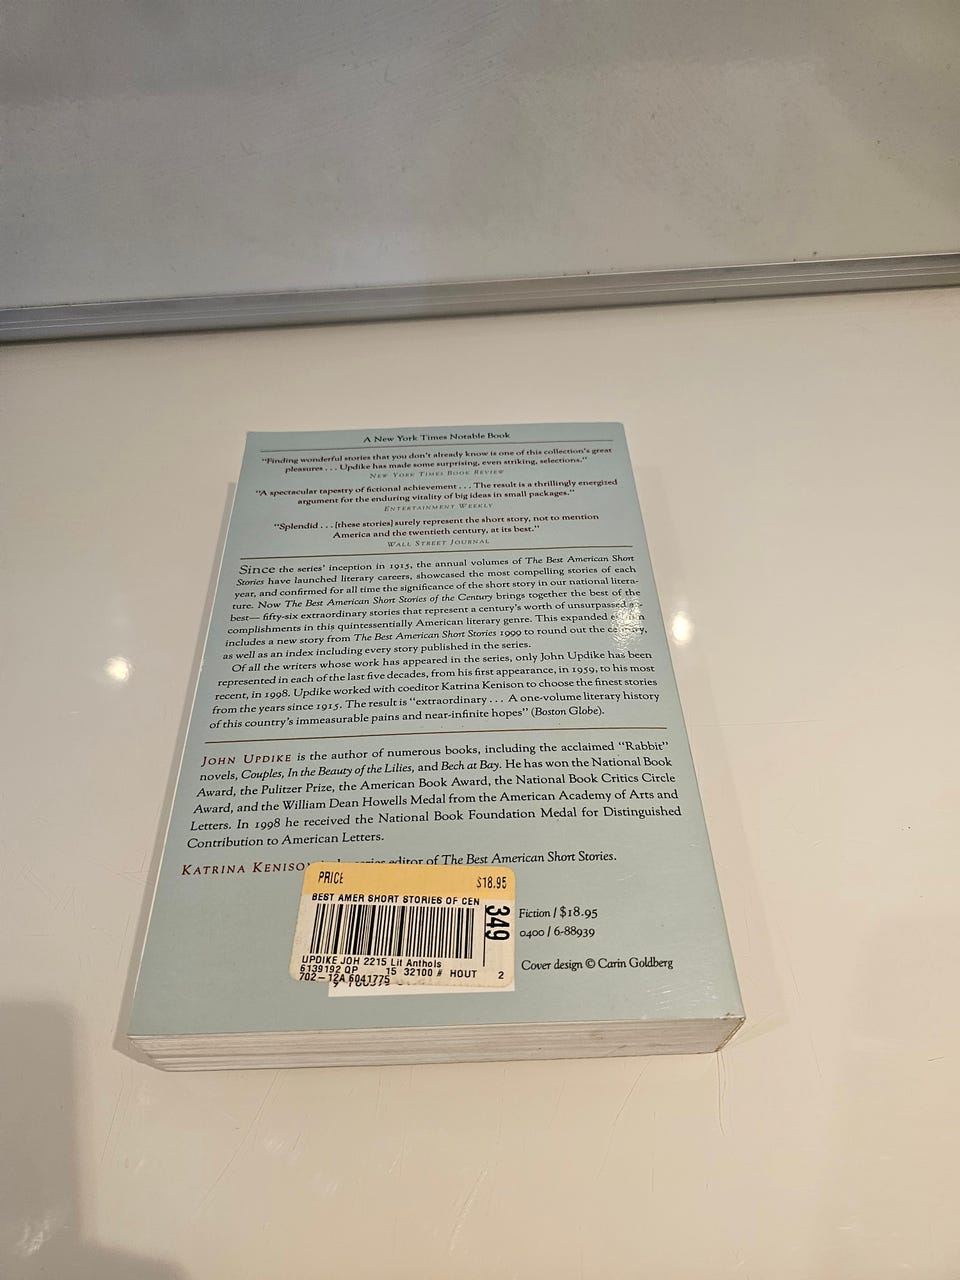 A New York Times Notable Book
"Finding wonderful stories that you don't already know is one of this collection's great
pleasures . . . Updike has made some surprising, even striking, selections."
New York Times Book Review
"A spectacular tapestry of fictional achievement . . . The result is a thrillingly energized
argument for the enduring vitality of big ideas in small packages."
Entertainment Weekly
"Splendid . . . [these stories] surely represent the short story, not to mention
America and the twentieth century, at its best."
Wall Street Journal
Since the series' inception in 1915, the annual volumes of The Best American Short
Stories have launched literary careers, showcased the most compelling stories of each
year, and confirmed for all time the significance of the short story in our national litera-
ture. Now The Best American Short Stories of the Century brings together the best of the
best— fifty-six extraordinary stories that represent a century's worth of unsurpassed ac-
complishments in this quintessentially American literary genre. This expanded edition
includes a new story from The Best American Short Stories 1999 to round out the century,
as well as an index including every story published in the series.
Of all the writers whose work has appeared in the series, only John Updike has been
represented in each of the last five decades, from his first appearance, in 1959, to his most
recent, in 1998. Updike worked with coeditor Katrina Kenison to choose the finest stories
from the years since 1915. The result is "extraordinary . . . A one-volume literary history
of this country's immeasurable pains and near-infinite hopes" (Boston Globe).
John Updike is the author of numerous books, including the acclaimed "Rabbit"
novels, Couples, In the Beauty of the Lilies, and Bech at Bay. He has won the National Book
Award, the Pulitzer Prize, the American Book Award, the National Book Critics Circle
Award, and the William Dean Howells Medal from the American Academy of Arts and
Letters. In 1998 he received the National Book Foundation Medal for Distinguished
Contribution to American Letters.
Katrina Kenison editor of The Best American Short Stories.
PRICE $18.95
BEST AMER SHORT STORIES OF CEN
349
UPDIKE JOH 2215 Lit Anthols
6139192 QP 15 32100 # HOUT 2
702-12A 6041775
Fiction / $18.95
0400 / 6-88939
Cover design © Carin Goldberg